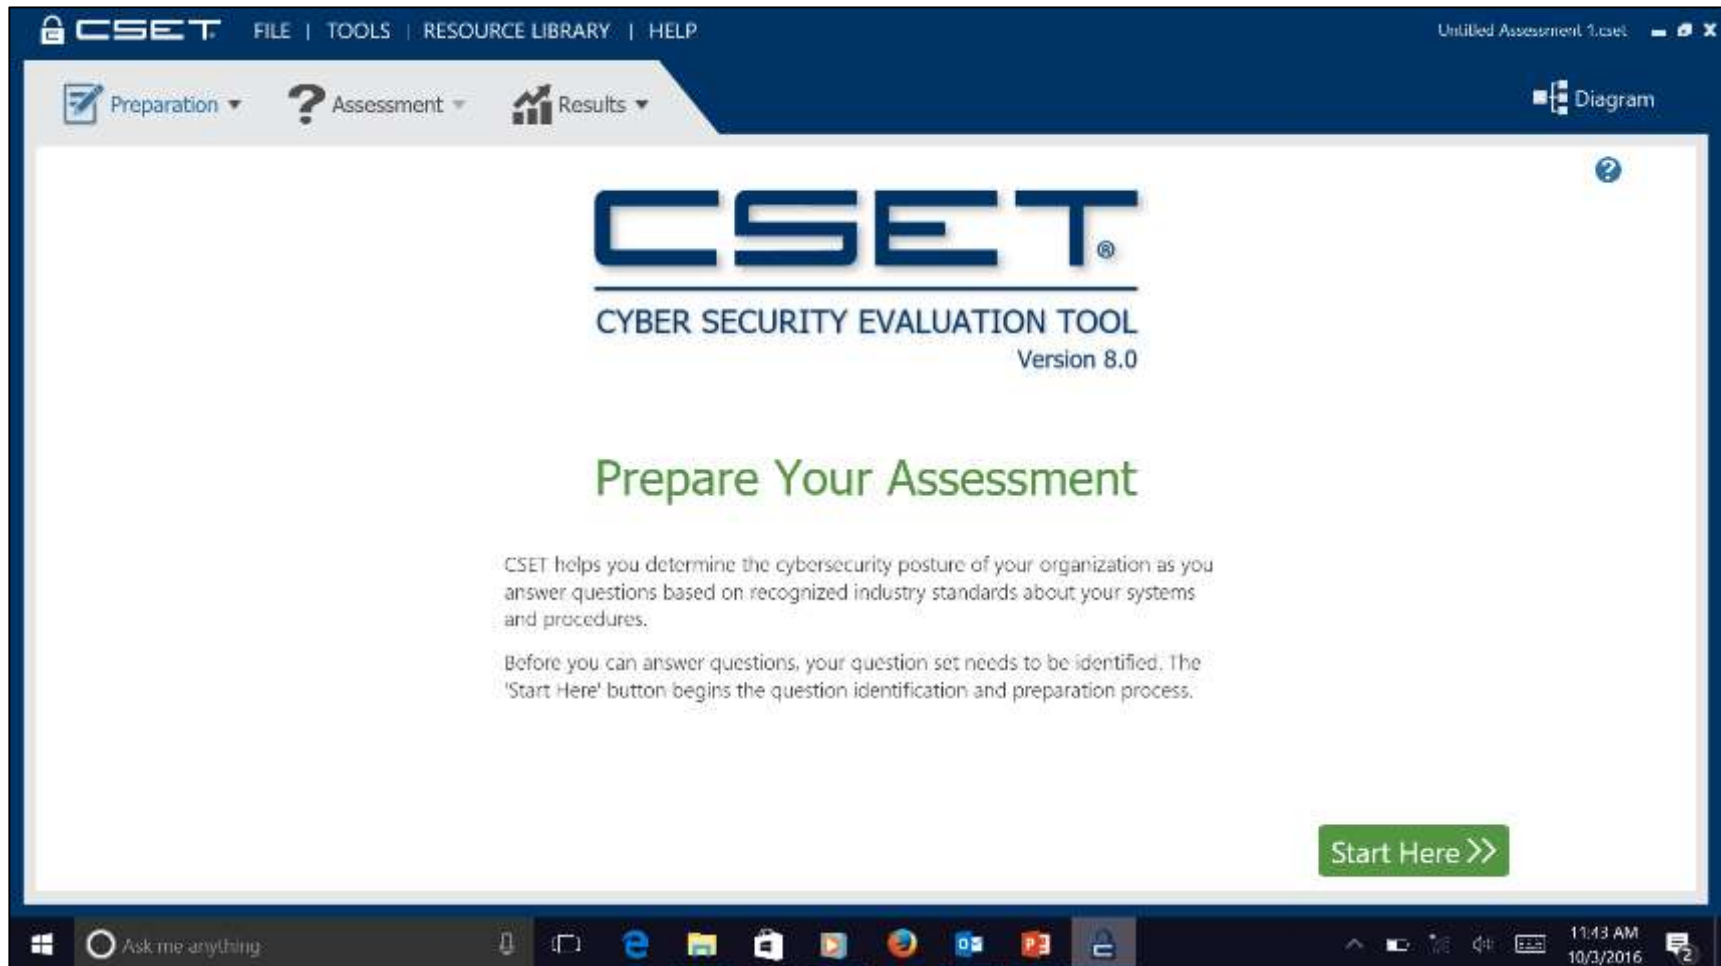 CSET FILE | TOOLS | RESOURCE LIBRARY | HELP Untitled Assessment 1.cset
Preparation Assessment Results Diagram
CSET®
CYBER SECURITY EVALUATION TOOL
Version 8.0
Prepare Your Assessment
CSET helps you determine the cybersecurity posture of your organization as you
answer questions based on recognized industry standards about your systems
and procedures.
Before you can answer questions, your question set needs to be identified. The
'Start Here' button begins the question identification and preparation process.
Start Here >>
Ask me anything
11:43 AM
10/3/2016
2